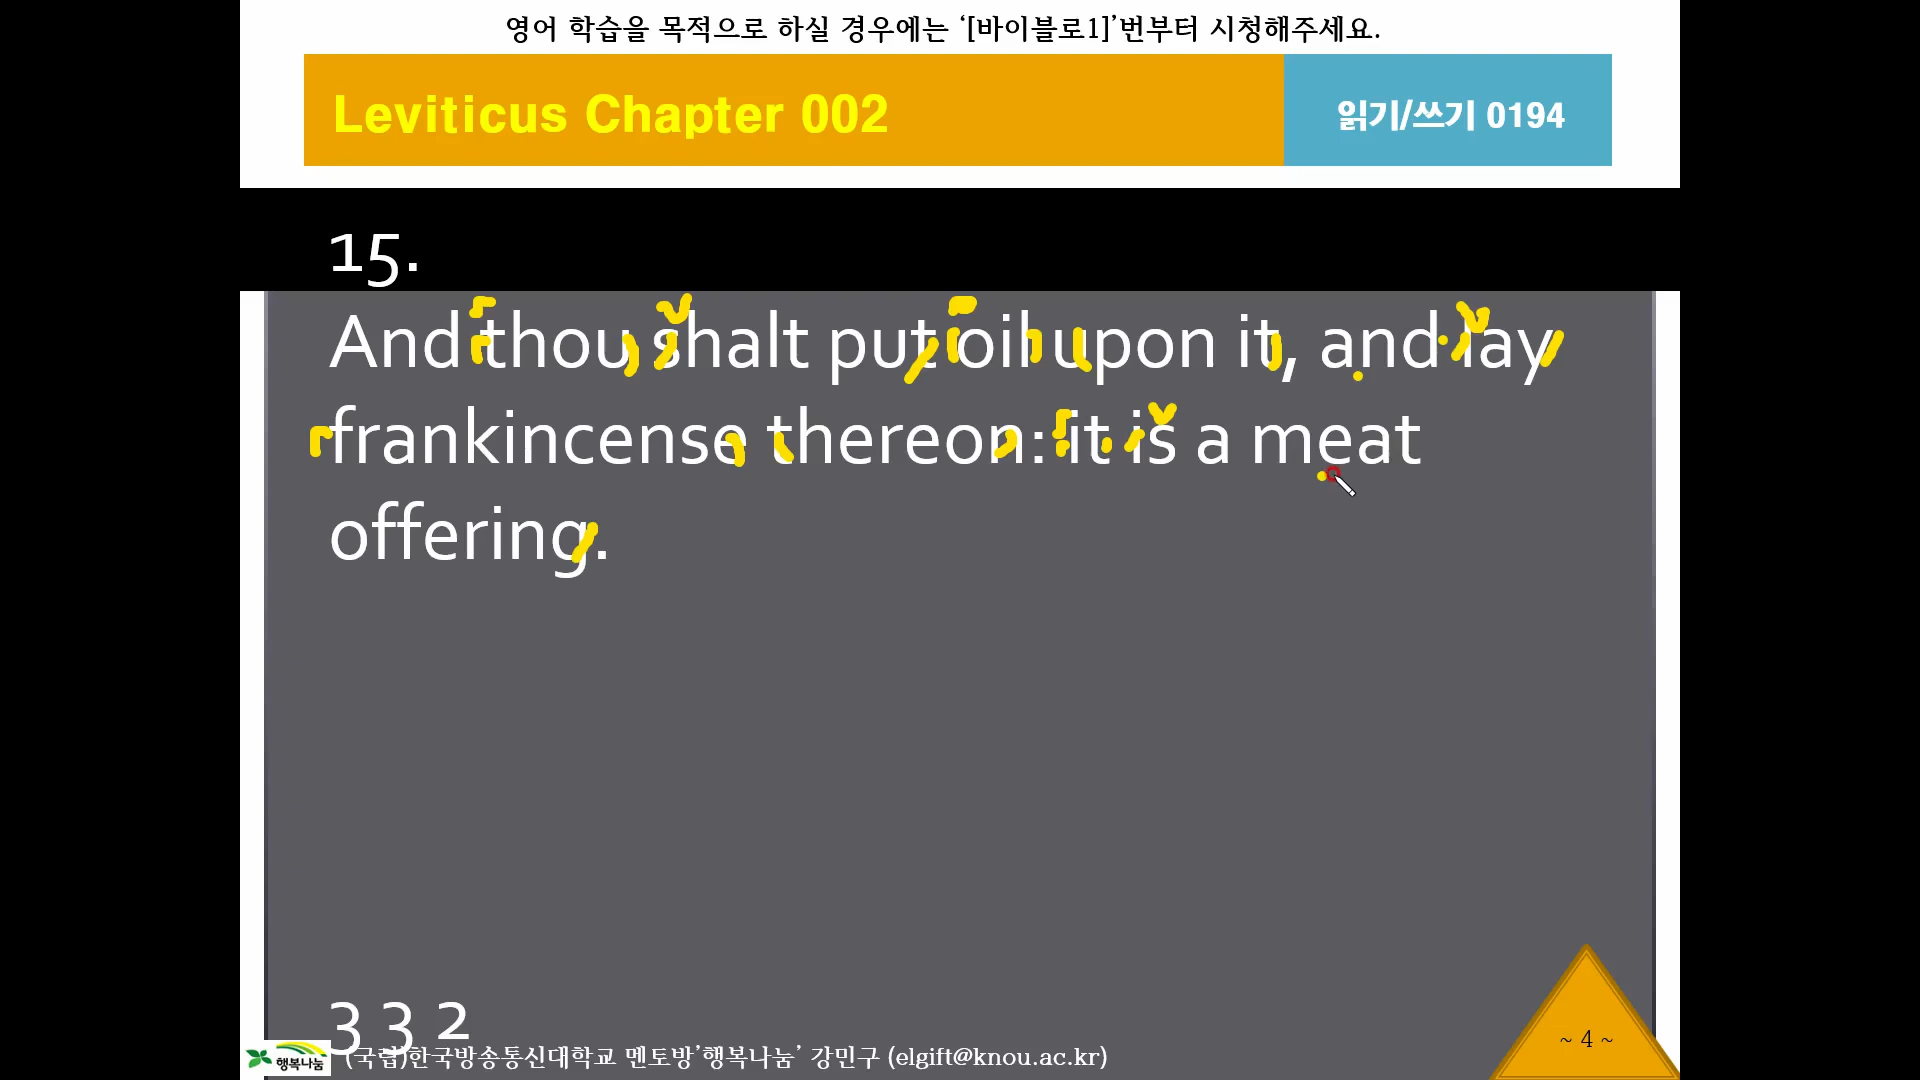 영어 학습을 목적으로 하실 경우에는 ‘[바이블로1]’번부터 시청해주세요.
Leviticus Chapter 002
읽기/쓰기 0194
15.
And thou shalt put oil upon it, and lay
frankincense thereon: it is a meat
offering.
3 3 2
행복나눔
(국립)한국방송통신대학교 멘토방’행복나눔’ 강민구 (elgift@knou.ac.kr)
~ 4 ~